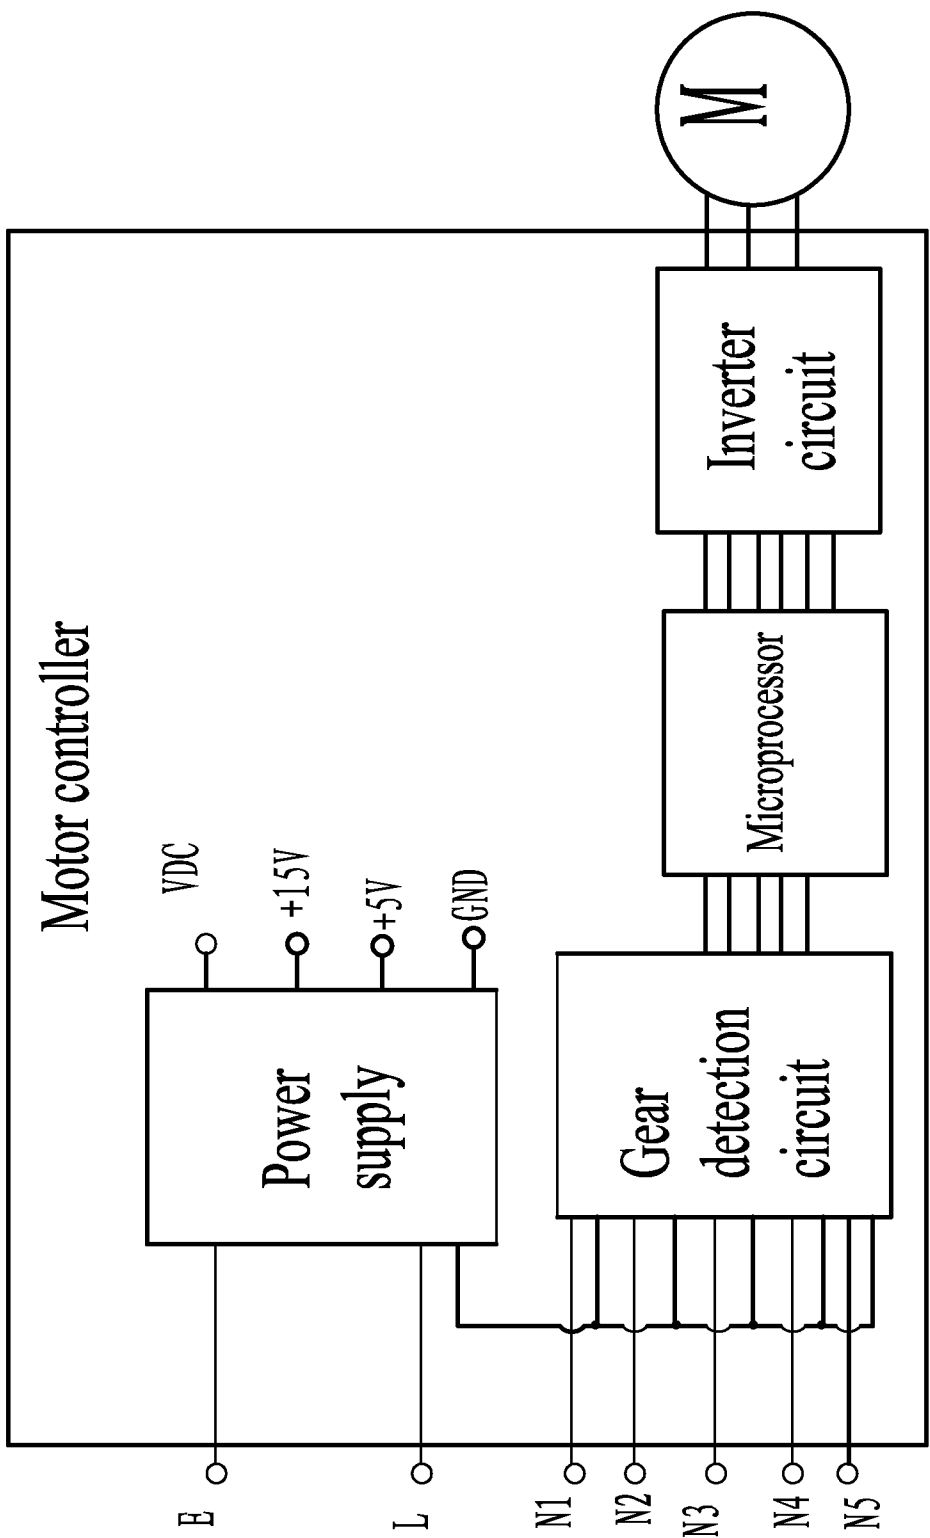 Motor controller
E
L
Power
supply
VDC
+15V
+5V
GND
N1
N2
N3
N4
N5
Gear
detection
circuit
Microprocessor
Inverter
circuit
M